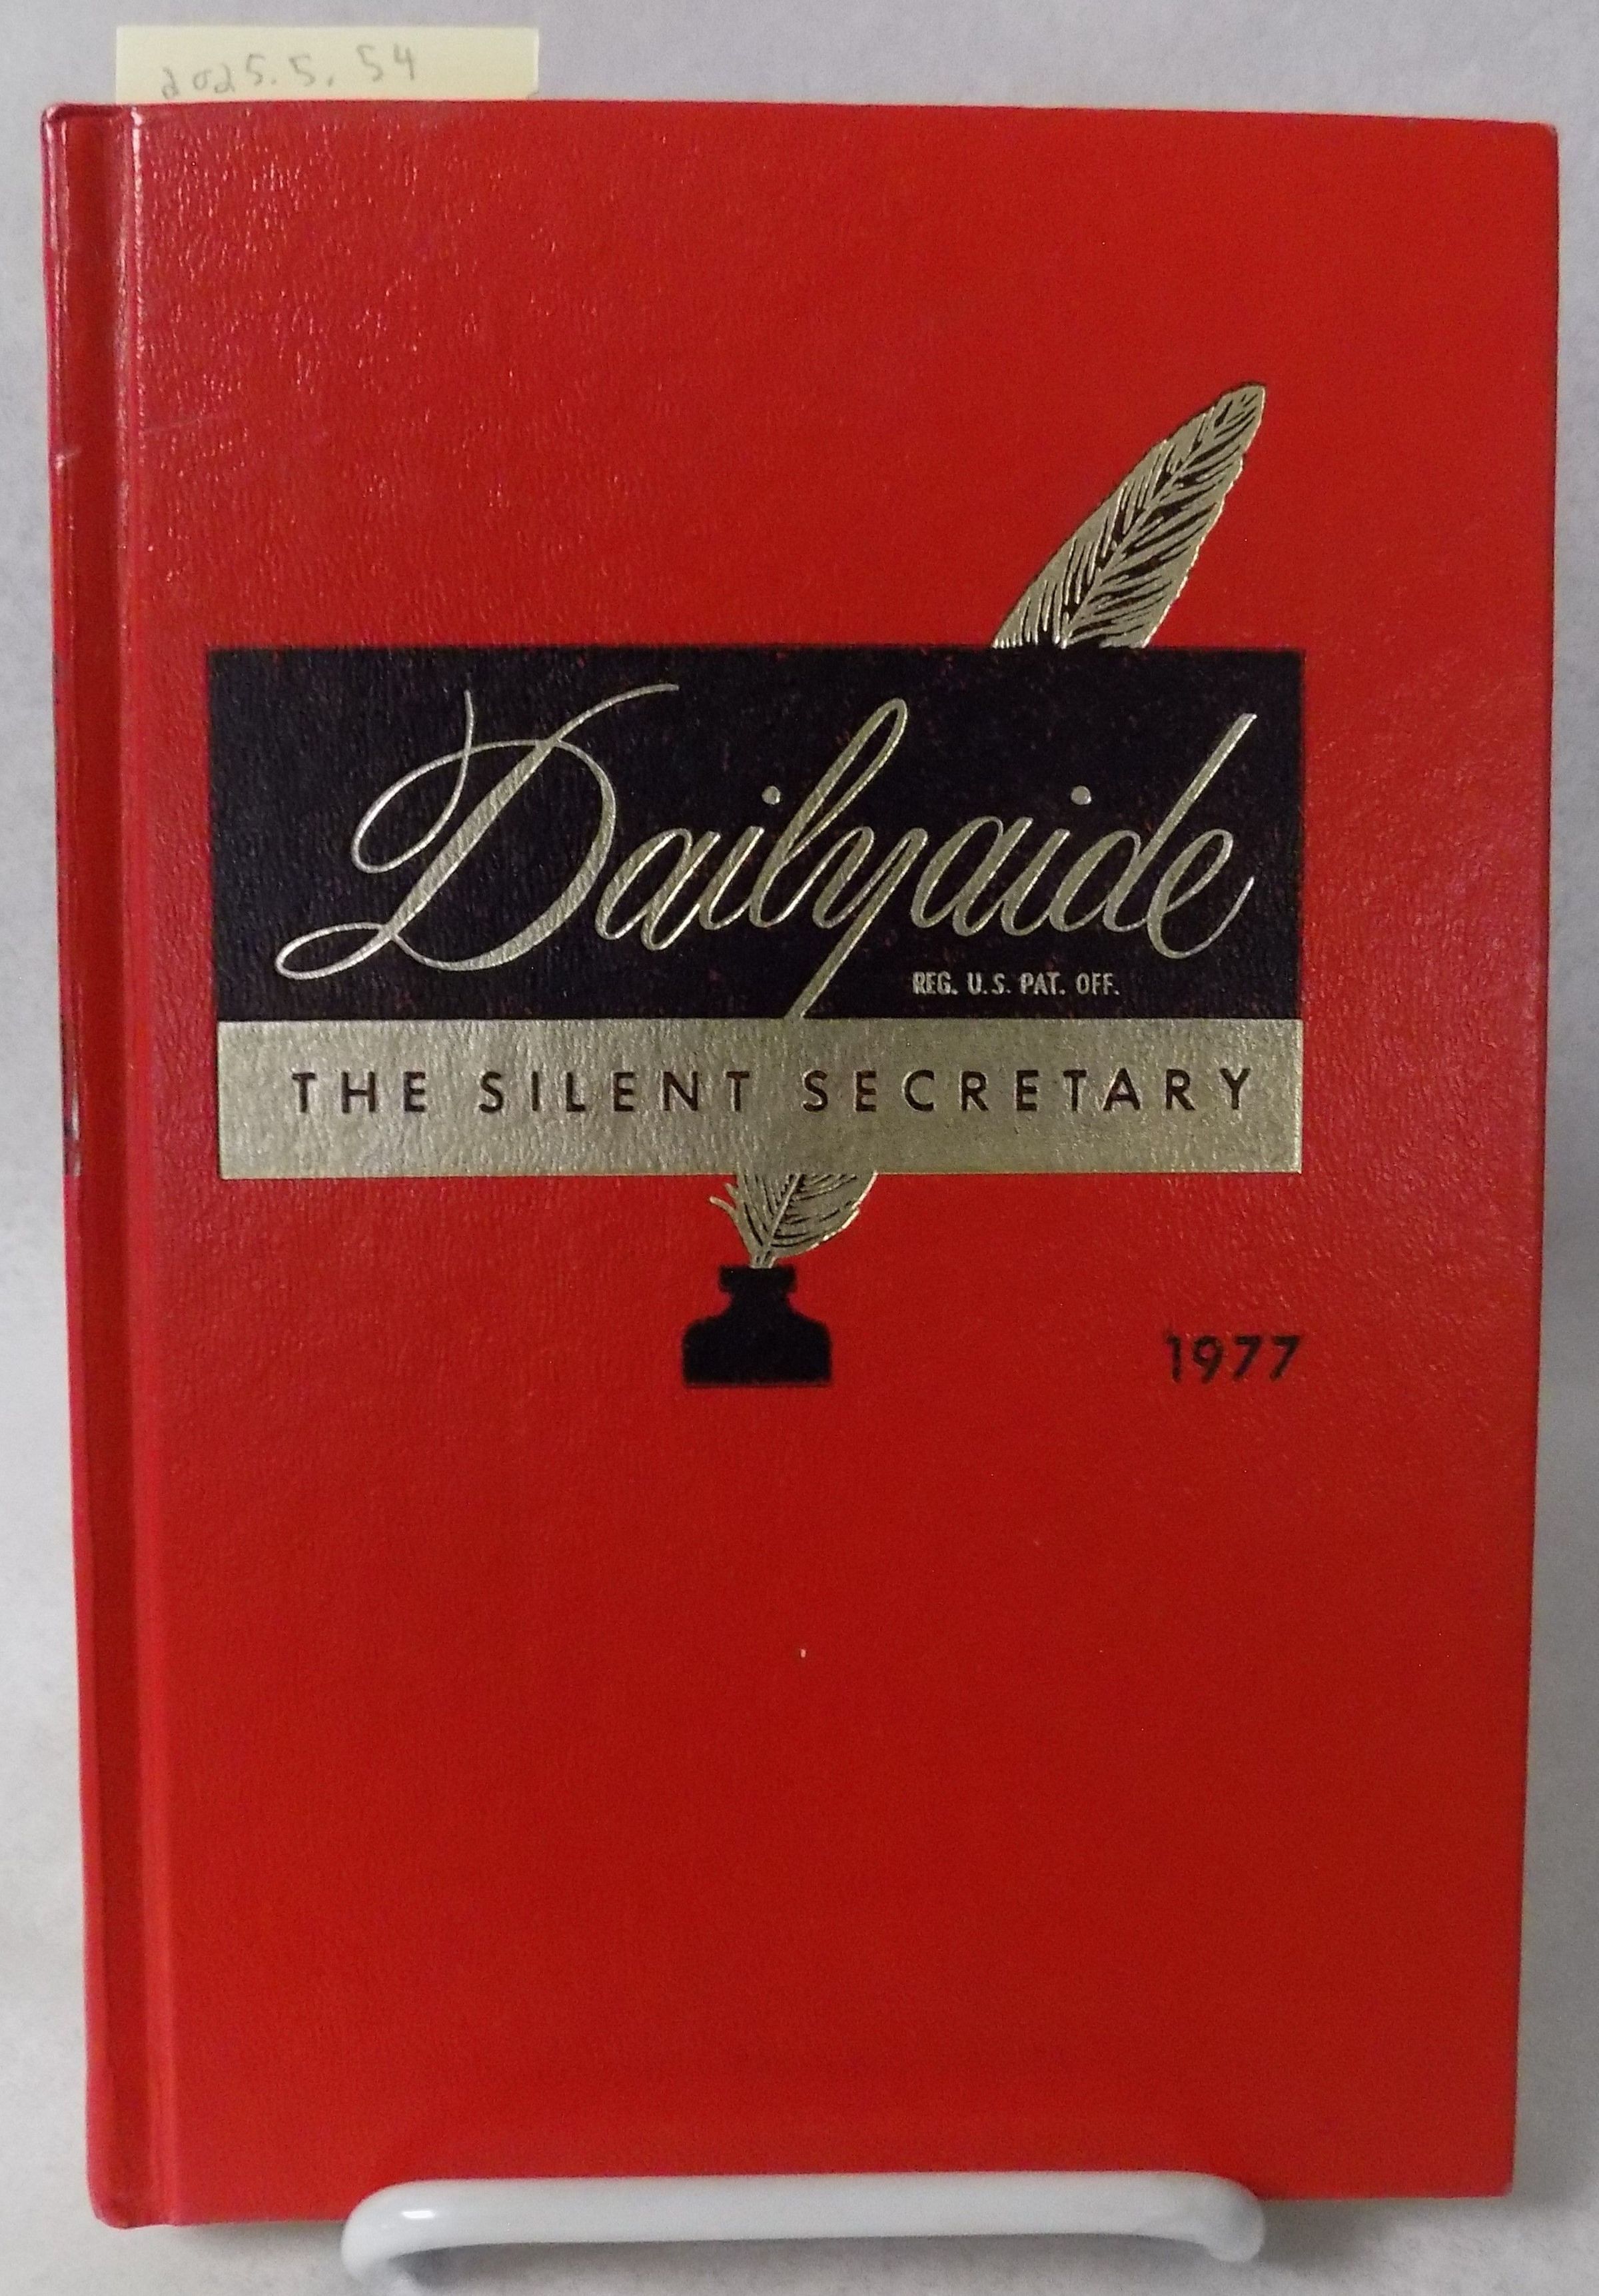 2025.5.54
Dailyaide
REG. U.S. PAT. OFF.
THE SILENT SECRETARY
1977